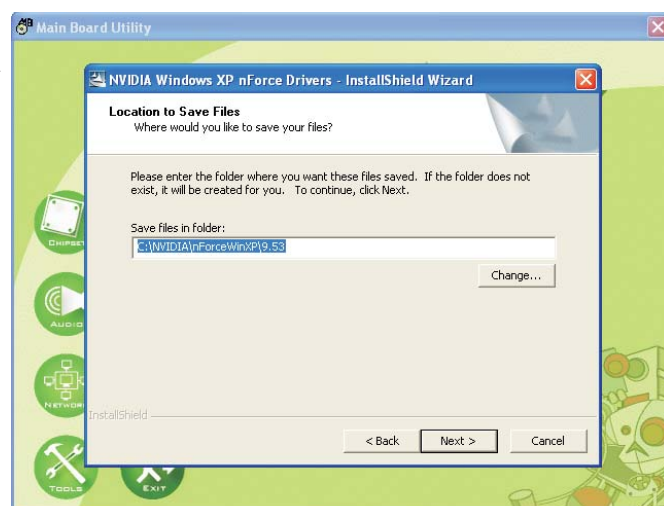 Main Board Utility
NVIDIA Windows XP nForce Drivers - InstallShield Wizard
Location to Save Files
Where would you like to save your files?
Please enter the folder where you want these files saved. If the folder does not
exist, it will be created for you. To continue, click Next.
Save files in folder:
C:\NVIDIA\nForceWinXP\9.53
Change...
CHIPSET
AUDIO
NETWORK
InstallShield
< Back
Next >
Cancel
TOOLS
EXIT